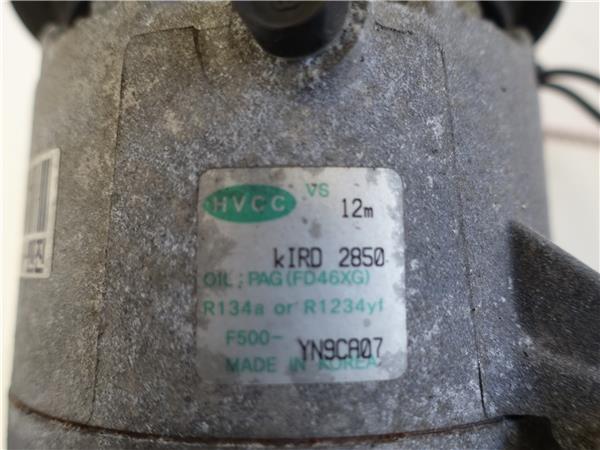 HVCC VS 12m
kIRD 2850
OIL ; PAG (FD46XG)
R134a or R1234yf
F500- YN9CA07
MADE IN KOREA